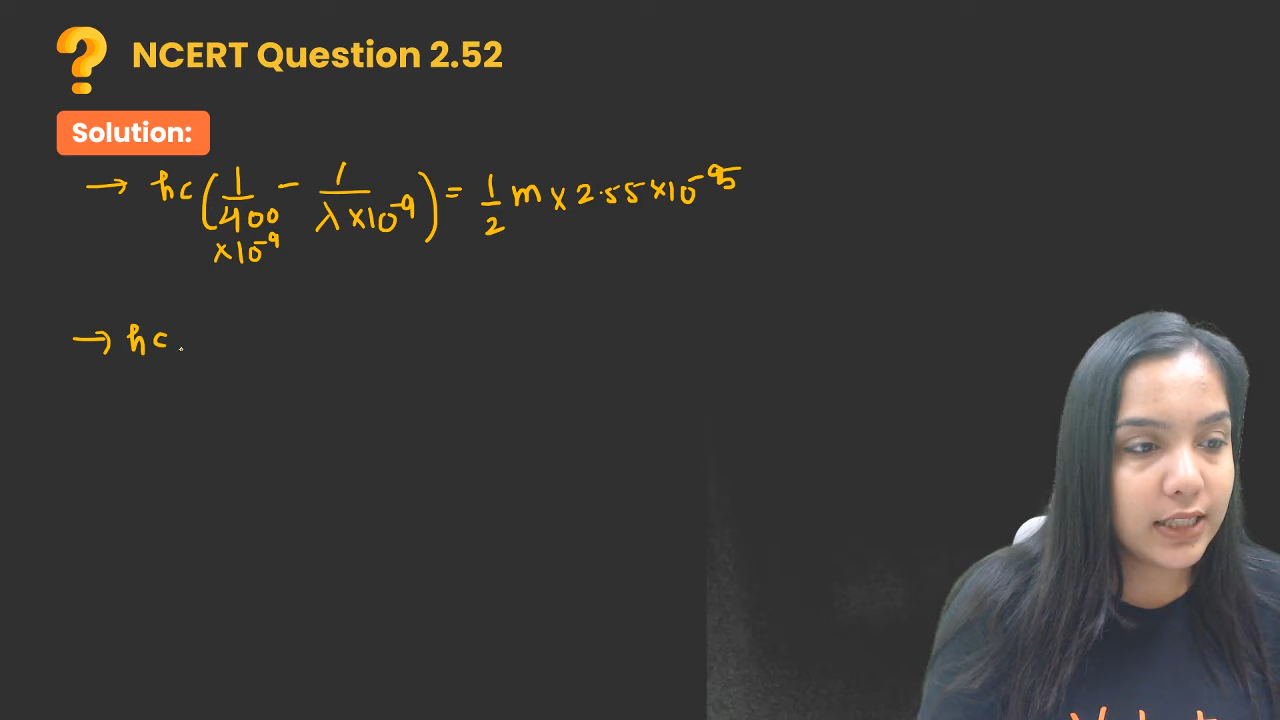 NCERT Question 2.52
Solution:
→ hc (1/400 × 10⁻⁹ − 1/λ × 10⁻⁹) = 1/2 m × 2.55 × 10⁻⁵
→ hc